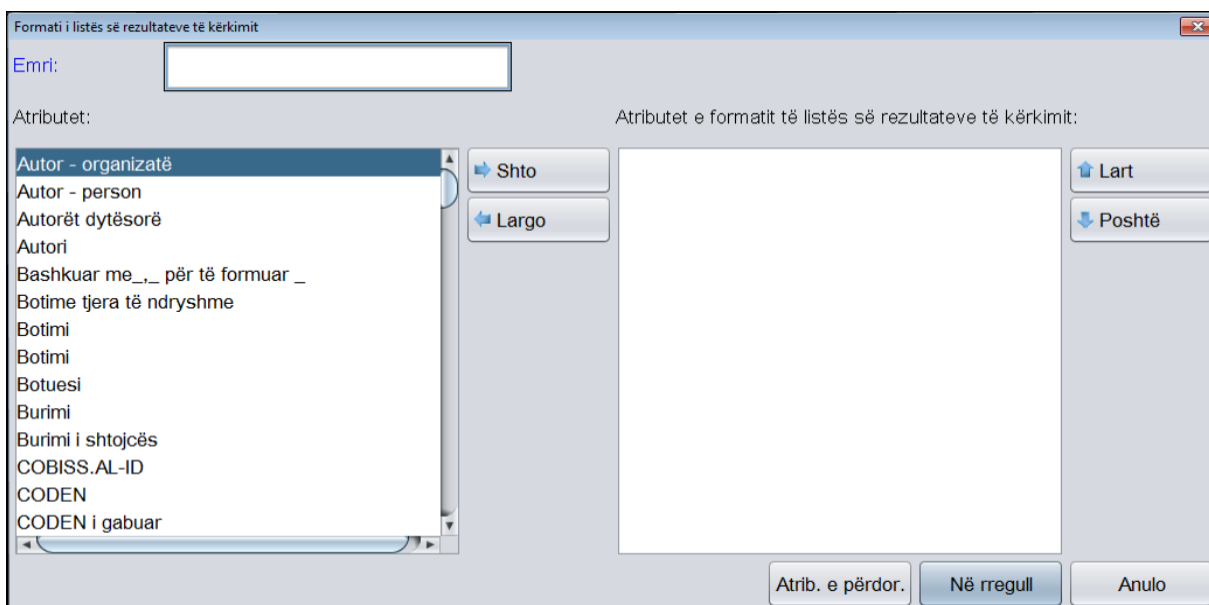 Formati i listës së rezultateve të kërkimit
Emri:
Atributet:
Atributet e formatit të listës së rezultateve të kërkimit:
Autor - organizatë
Autor - person
Autorët dytësorë
Autori
Bashkuar me_,_ për të formuar _
Botime tjera të ndryshme
Botimi
Botimi
Botuesi
Burimi
Burimi i shtojcës
COBISS.AL-ID
CODEN
CODEN i gabuar
Shto
Largo
Lart
Poshtë
Atrib. e përdor.
Në rregull
Anulo